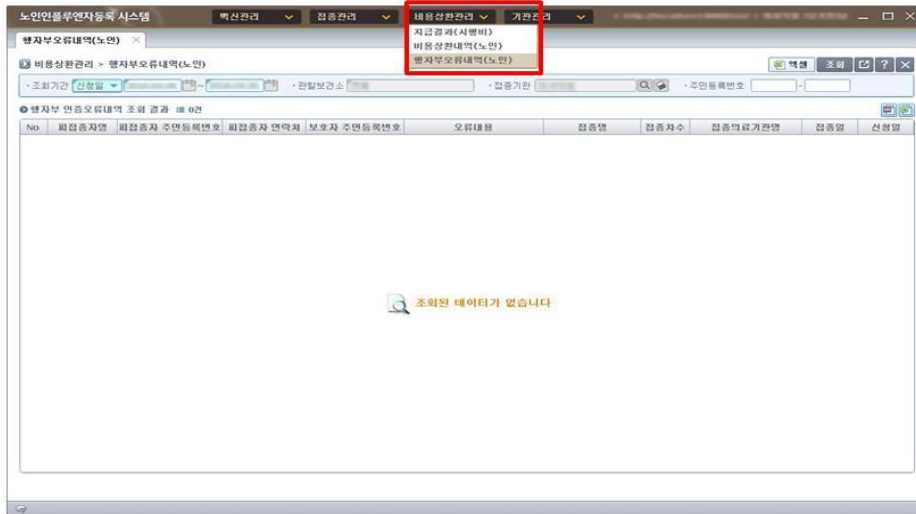 노인인플루엔자등록 시스템 백신관리 접종관리 비용상환관리 기관관리
지급결과(시행비)
비용상환내역(노인)
행자부오류내역(노인)
행자부오류내역(노인)
비용상환관리 > 행자부오류내역(노인) 엑셀 조회 ?
조회기간 신청일 ~ 관할보건소 접종기관 주민등록번호 -
행자부 인증오류내역 조회 결과 0건
No 피접종자명 피접종자 주민등록번호 피접종자 연락처 보호자 주민등록번호 오류내용 접종명 접종차수 접종의료기관명 접종일 신청일
조회된 데이터가 없습니다